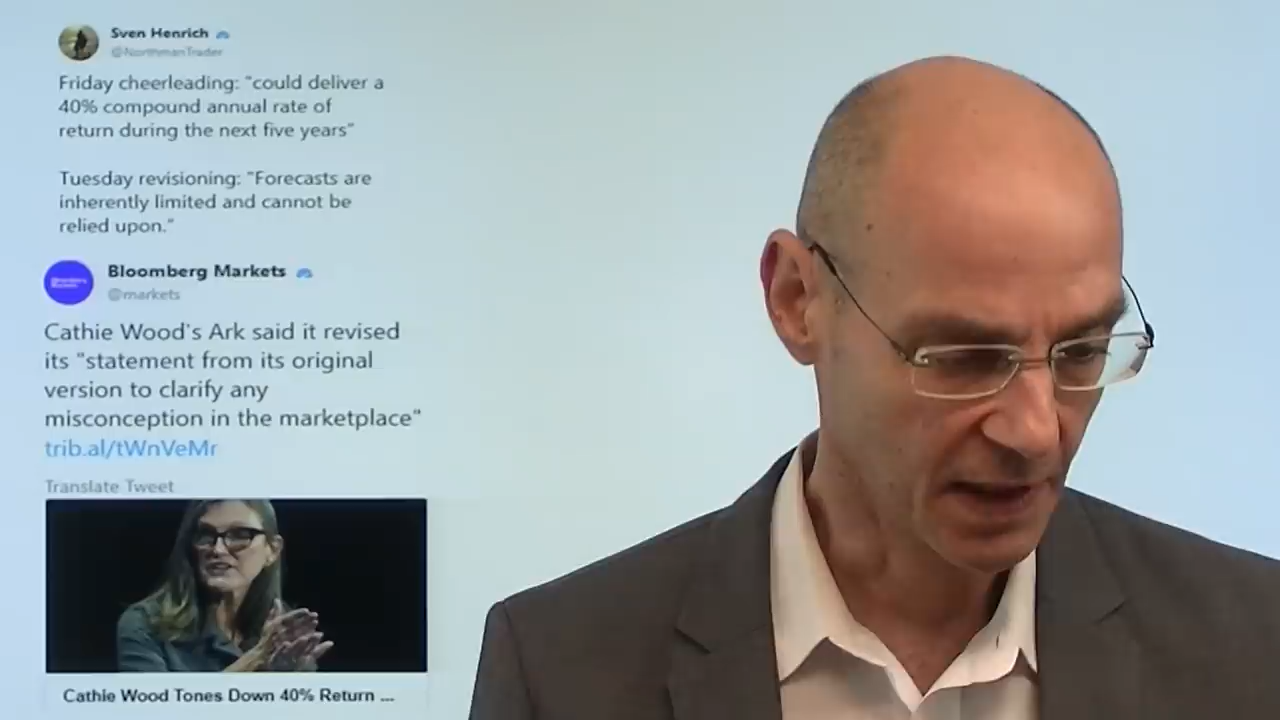 Sven Henrich
@NorthmanTrader
Friday cheerleading: "could deliver a
40% compound annual rate of
return during the next five years"
Tuesday revisioning: "Forecasts are
inherently limited and cannot be
relied upon."
Bloomberg Markets
@markets
Cathie Wood's Ark said it revised
its "statement from its original
version to clarify any
misconception in the marketplace"
trib.al/tWnVeMr
Translate Tweet
Cathie Wood Tones Down 40% Return ...